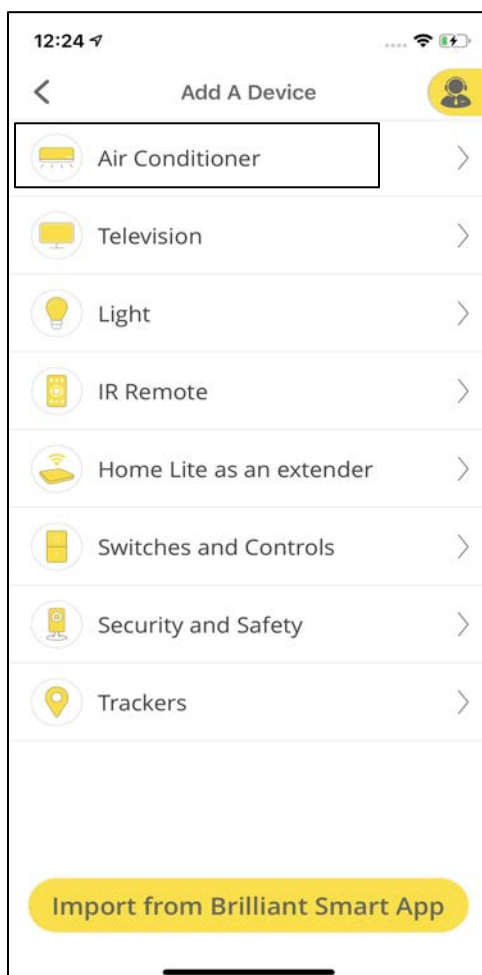 12:24
Add A Device
Air Conditioner
Television
Light
IR Remote
Home Lite as an extender
Switches and Controls
Security and Safety
Trackers
Import from Brilliant Smart App